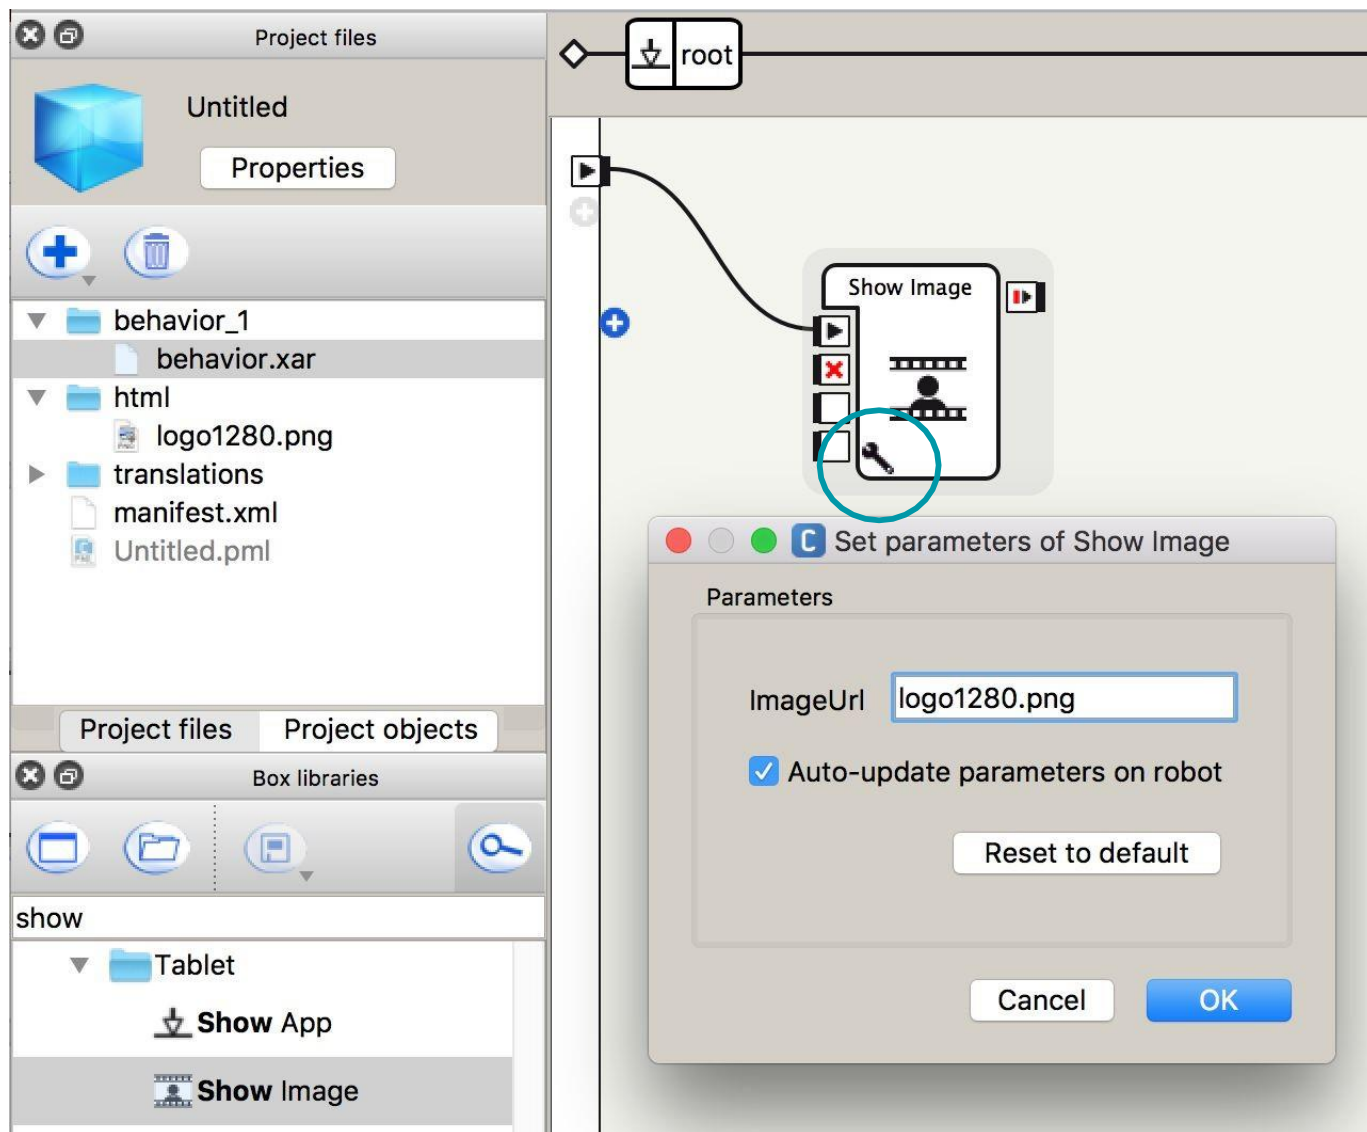 Project files
Untitled
Properties
behavior_1
behavior.xar
html
logo1280.png
translations
manifest.xml
Untitled.pml
Project files
Project objects
Box libraries
show
Tablet
Show App
Show Image
root
Show Image
C Set parameters of Show Image
Parameters
ImageUrl logo1280.png
Auto-update parameters on robot
Reset to default
Cancel
OK